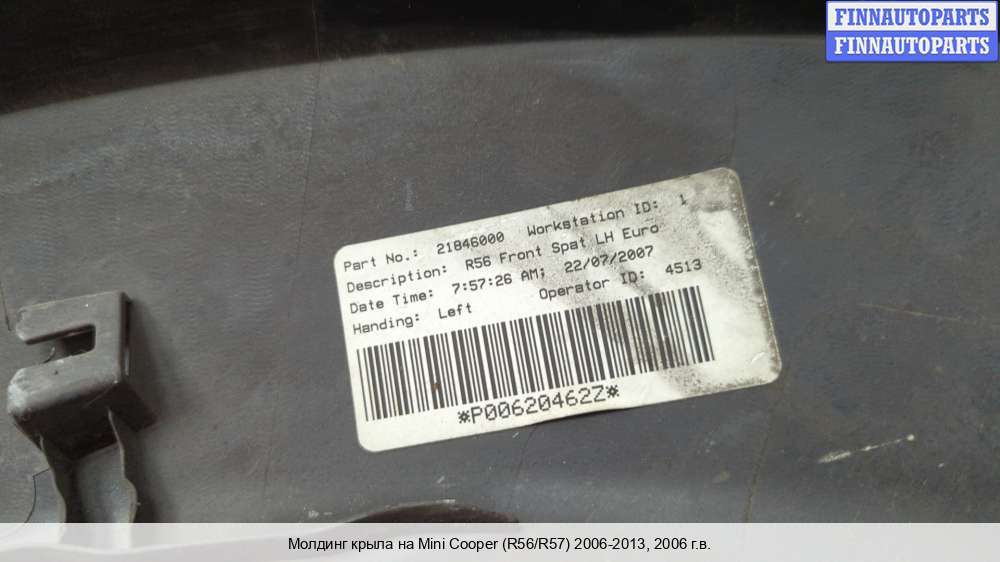 FINNAUTOPARTS
FINNAUTOPARTS
Part No.: 21846000 Workstation ID: 1
Description: R56 Front Spat LH Euro
Date Time: 7:57:26 AM; 22/07/2007
Handing: Left Operator ID: 4513
*P00620462Z*
Молдинг крыла на Mini Cooper (R56/R57) 2006-2013, 2006 г.в.